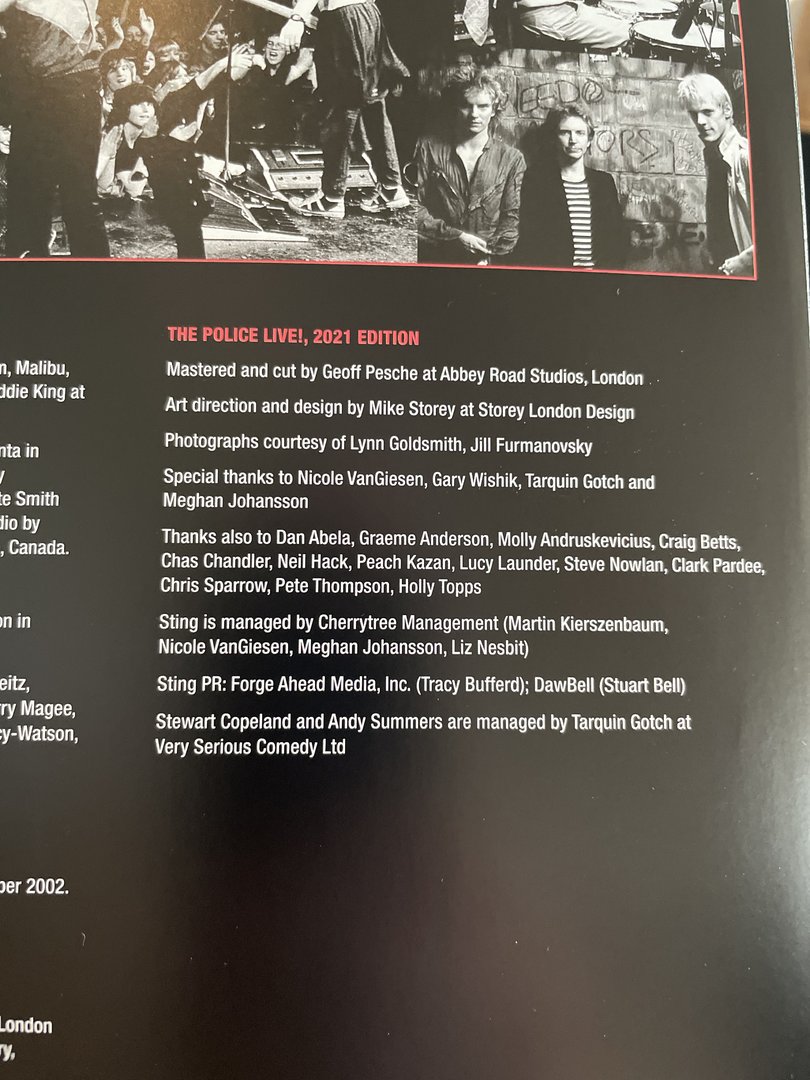 WEEDO
ORS
n, Malibu,
ddie King at
nta in
y
te Smith
dio by
, Canada.
on in
eitz,
rry Magee,
cy-Watson,
ber 2002.
London
ry,
THE POLICE LIVE!, 2021 EDITION
Mastered and cut by Geoff Pesche at Abbey Road Studios, London
Art direction and design by Mike Storey at Storey London Design
Photographs courtesy of Lynn Goldsmith, Jill Furmanovsky
Special thanks to Nicole VanGiesen, Gary Wishik, Tarquin Gotch and
Meghan Johansson
Thanks also to Dan Abela, Graeme Anderson, Molly Andruskevicius, Craig Betts,
Chas Chandler, Neil Hack, Peach Kazan, Lucy Launder, Steve Nowlan, Clark Pardee,
Chris Sparrow, Pete Thompson, Holly Topps
Sting is managed by Cherrytree Management (Martin Kierszenbaum,
Nicole VanGiesen, Meghan Johansson, Liz Nesbit)
Sting PR: Forge Ahead Media, Inc. (Tracy Bufferd); DawBell (Stuart Bell)
Stewart Copeland and Andy Summers are managed by Tarquin Gotch at
Very Serious Comedy Ltd